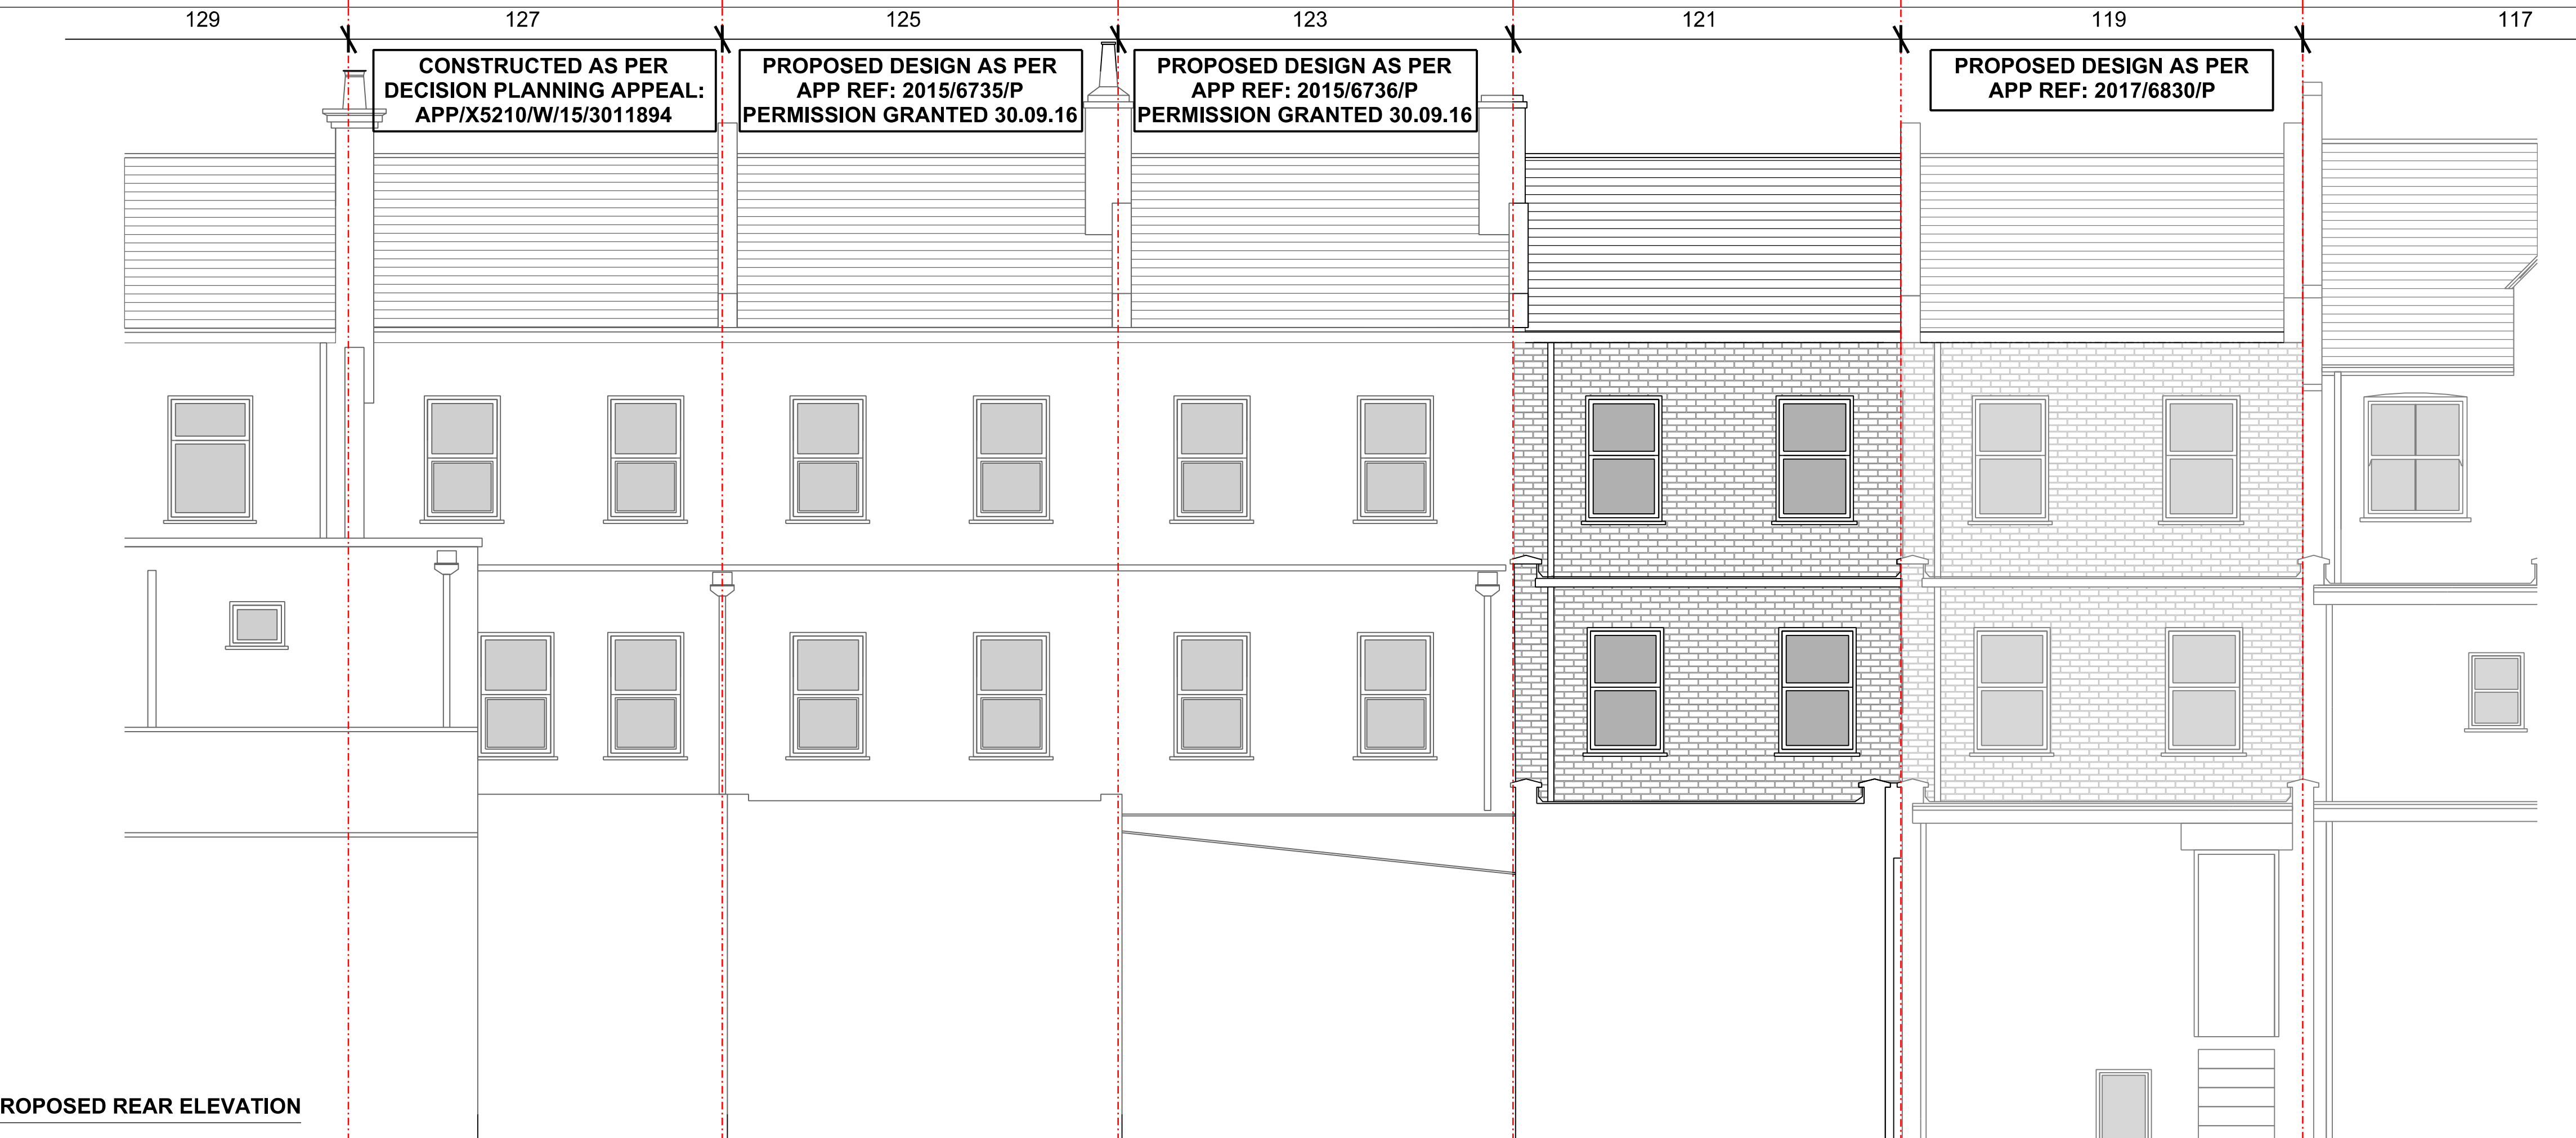 129 127 125 123 121 119 117
CONSTRUCTED AS PER
DECISION PLANNING APPEAL:
APP/X5210/W/15/3011894
PROPOSED DESIGN AS PER
APP REF: 2015/6735/P
PERMISSION GRANTED 30.09.16
PROPOSED DESIGN AS PER
APP REF: 2015/6736/P
PERMISSION GRANTED 30.09.16
PROPOSED DESIGN AS PER
APP REF: 2017/6830/P
ROPOSED REAR ELEVATION